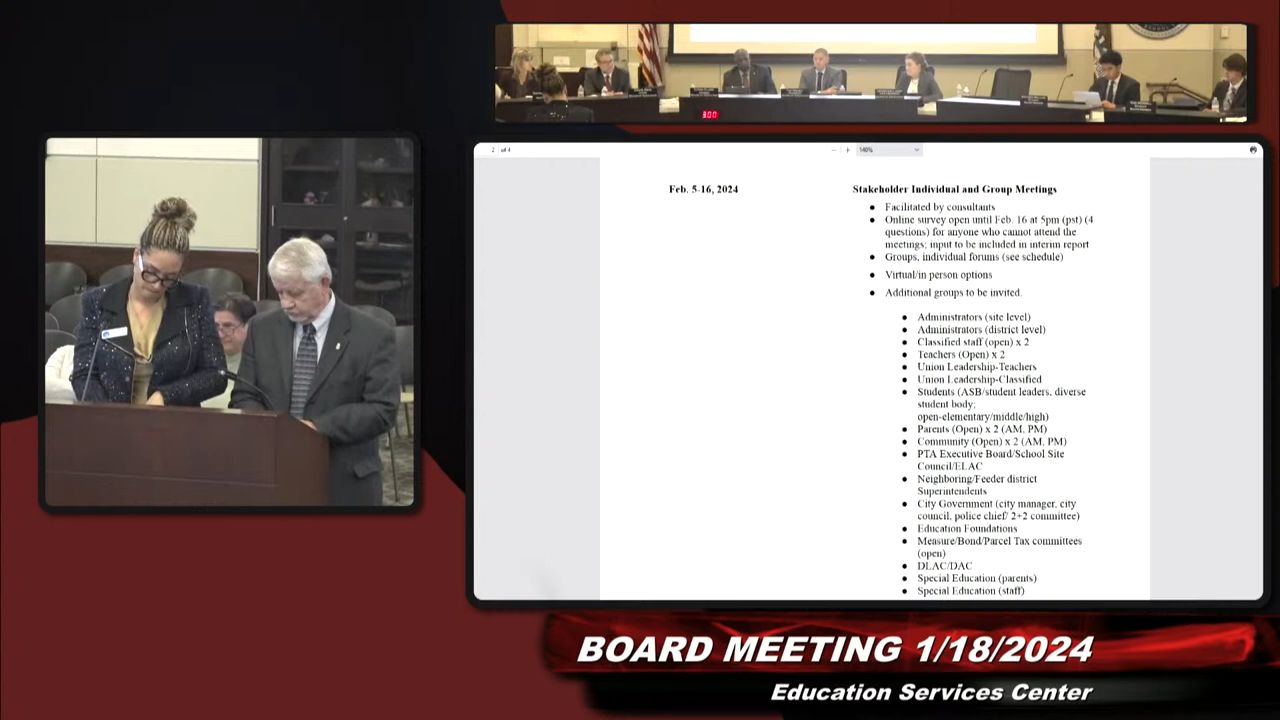 3:00
2 of 4
140%
Feb. 5-16, 2024
Stakeholder Individual and Group Meetings
● Facilitated by consultants
● Online survey open until Feb. 16 at 5pm (pst) (4
questions) for anyone who cannot attend the
meetings; input to be included in interim report
● Groups, individual forums (see schedule)
● Virtual/in person options
● Additional groups to be invited.
● Administrators (site level)
● Administrators (district level)
● Classified staff (open) x 2
● Teachers (Open) x 2
● Union Leadership-Teachers
● Union Leadership-Classified
● Students (ASB/student leaders, diverse
student body;
open-elementary/middle/high)
● Parents (Open) x 2 (AM, PM)
● Community (Open) x 2 (AM, PM)
● PTA Executive Board/School Site
Council/ELAC
● Neighboring/Feeder district
Superintendents
● City Government (city manager, city
council, police chief/ 2+2 committee)
● Education Foundations
● Measure/Bond/Parcel Tax committees
(open)
● DLAC/DAC
● Special Education (parents)
● Special Education (staff)
BOARD MEETING 1/18/2024
Education Services Center